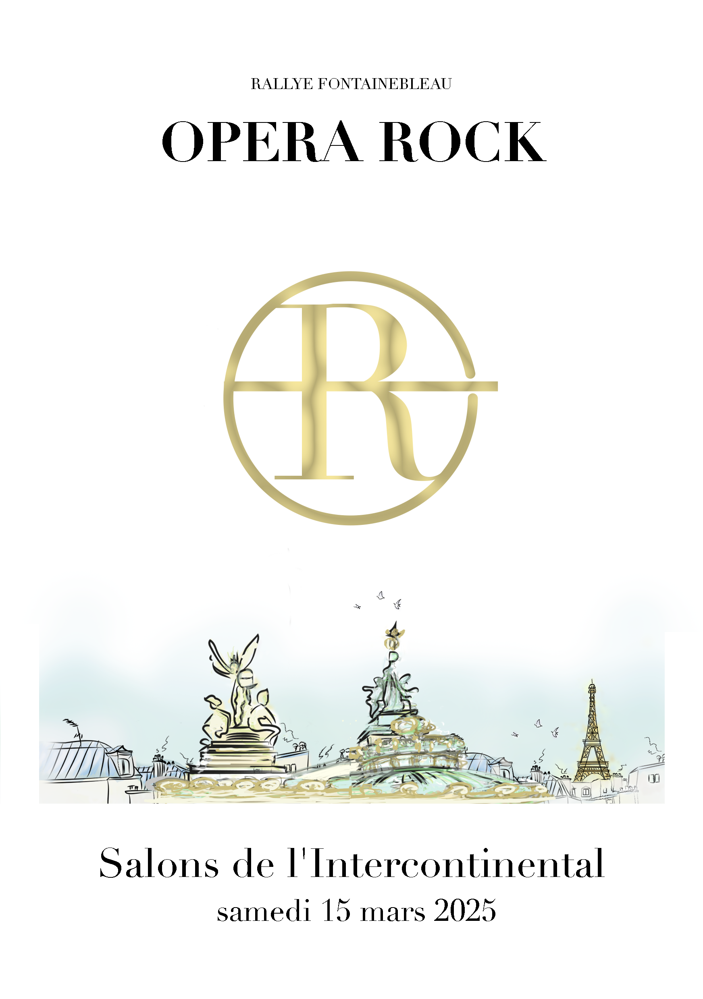 RALLYE FONTAINEBLEAU
OPERA ROCK
R
Salons de l'Intercontinental
samedi 15 mars 2025